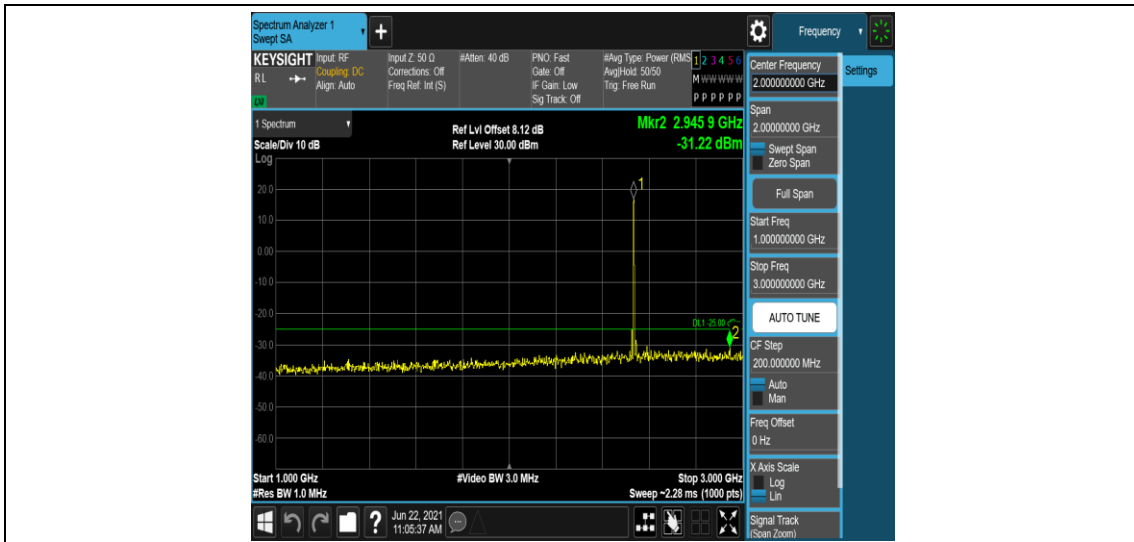 Spectrum Analyzer 1
Swept SA
Frequency
KEYSIGHT
RL
LXI
Input: RF
Coupling: DC
Align: Auto
Input Z: 50 Ω
Corrections: Off
Freq Ref: Int (S)
#Atten: 40 dB
PNO: Fast
Gate: Off
IF Gain: Low
Sig Track: Off
#Avg Type: Power (RMS
Avg|Hold: 50/50
Trig: Free Run
1 2 3 4 5 6
M W W W W W
P P P P P P
1 Spectrum
Scale/Div 10 dB
Log
Ref Lvl Offset 8.12 dB
Ref Level 30.00 dBm
Mkr2 2.945 9 GHz
-31.22 dBm
20.0
10.0
0.00
-10.0
-20.0
-30.0
-40.0
-50.0
-60.0
1
DL1 -25.00
2
Start 1.000 GHz
#Res BW 1.0 MHz
#Video BW 3.0 MHz
Stop 3.000 GHz
Sweep ~2.28 ms (1000 pts)
Jun 22, 2021
11:05:37 AM
Center Frequency
2.000000000 GHz
Settings
Span
2.00000000 GHz
Swept Span
Zero Span
Full Span
Start Freq
1.000000000 GHz
Stop Freq
3.000000000 GHz
AUTO TUNE
CF Step
200.000000 MHz
Auto
Man
Freq Offset
0 Hz
X Axis Scale
Log
Lin
Signal Track
(Span Zoom)